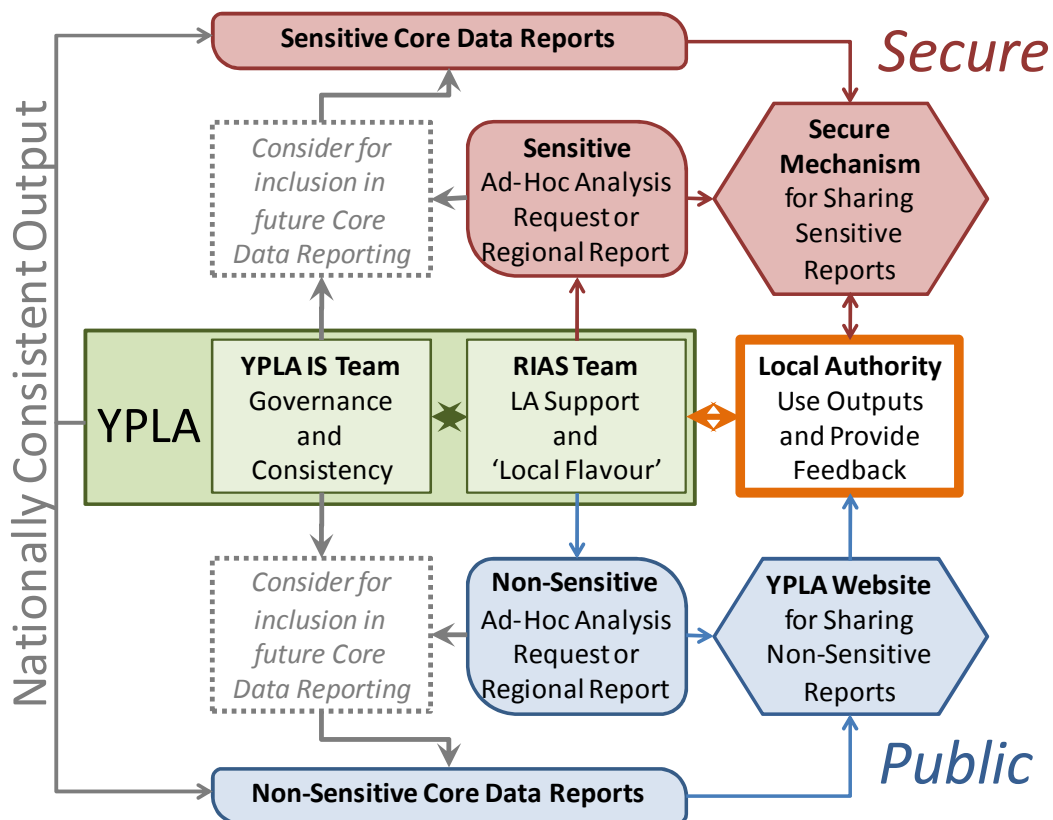 Sensitive Core Data Reports
Secure
Nationally Consistent Output
Consider for
inclusion in
future Core
Data Reporting
Sensitive
Ad-Hoc Analysis
Request or
Regional Report
Secure
Mechanism
for Sharing
Sensitive
Reports
YPLA
YPLA IS Team
Governance
and
Consistency
RIAS Team
LA Support
and
‘Local Flavour’
Local Authority
Use Outputs
and Provide
Feedback
Consider for
inclusion in
future Core
Data Reporting
Non-Sensitive
Ad-Hoc Analysis
Request or
Regional Report
YPLA Website
for Sharing
Non-Sensitive
Reports
Public
Non-Sensitive Core Data Reports